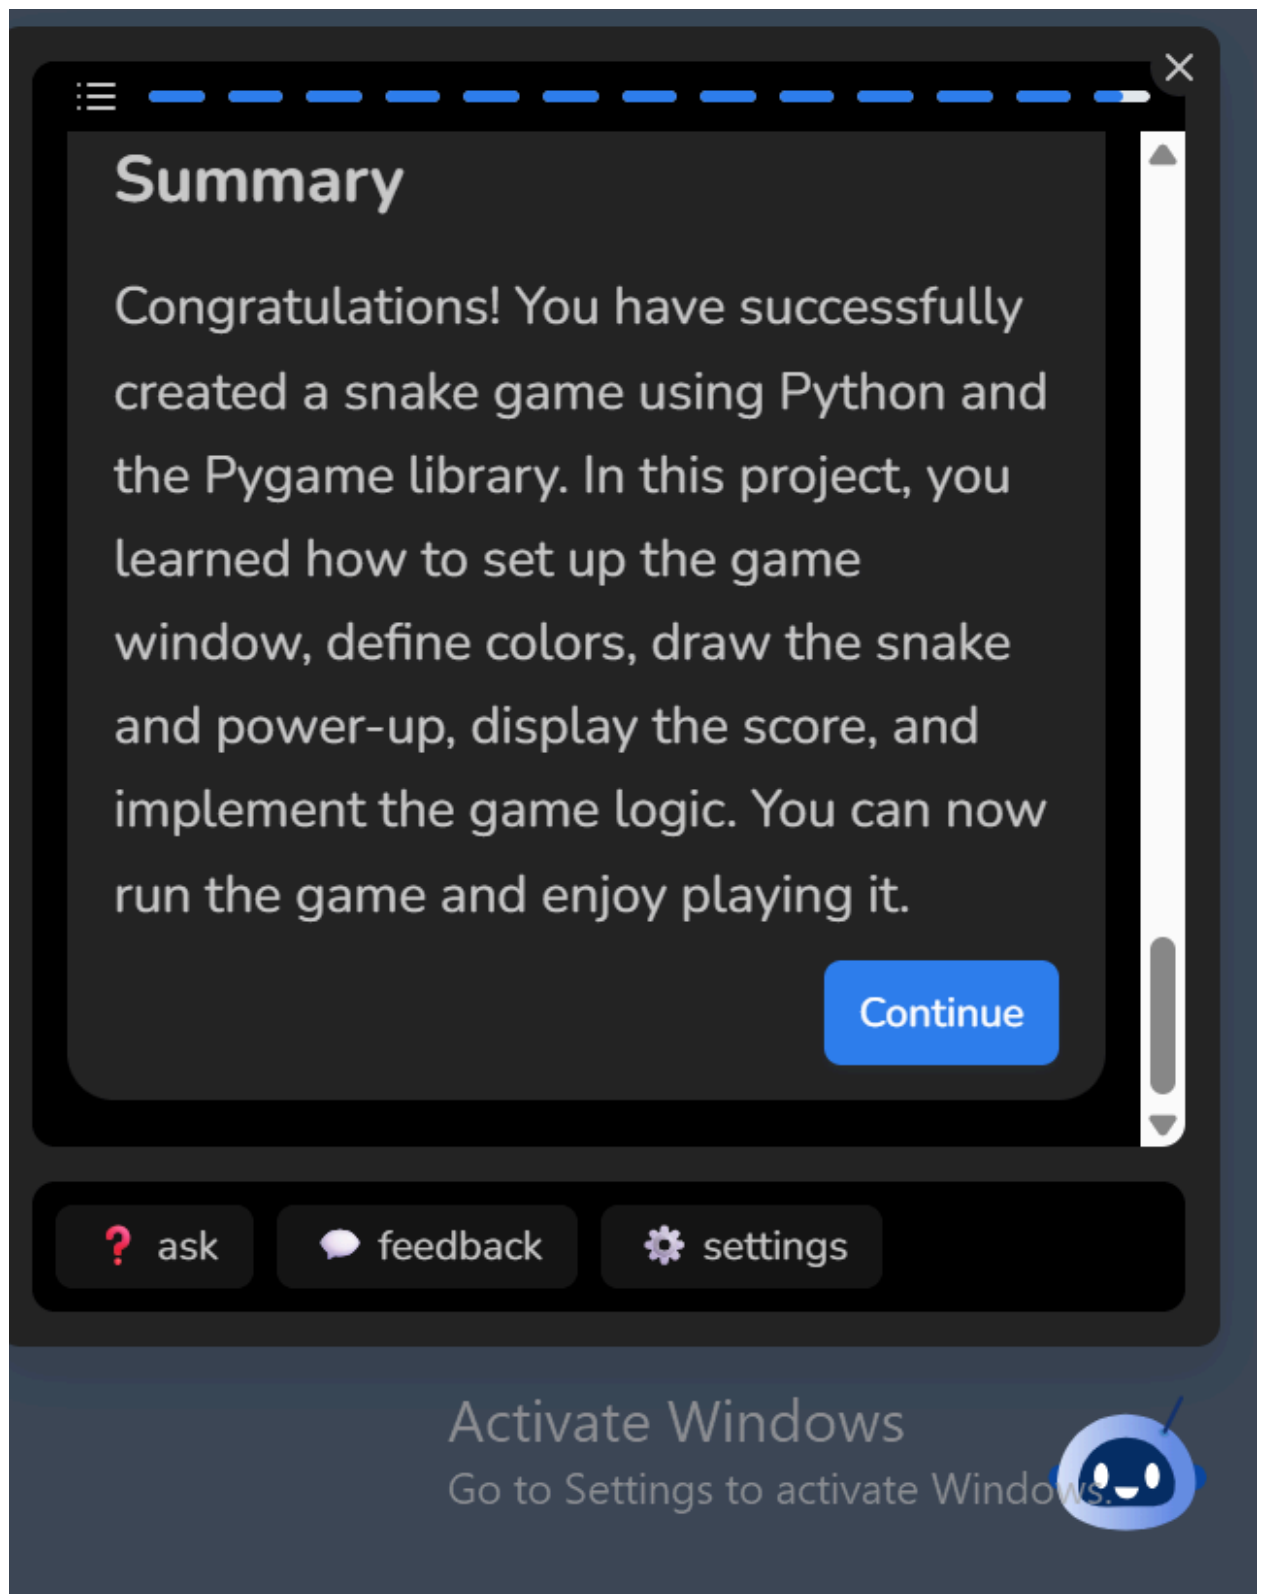 Summary
Congratulations! You have successfully
created a snake game using Python and
the Pygame library. In this project, you
learned how to set up the game
window, define colors, draw the snake
and power-up, display the score, and
implement the game logic. You can now
run the game and enjoy playing it.
Continue
❓ ask 💬 feedback ⚙️ settings
Activate Windows
Go to Settings to activate Windows.